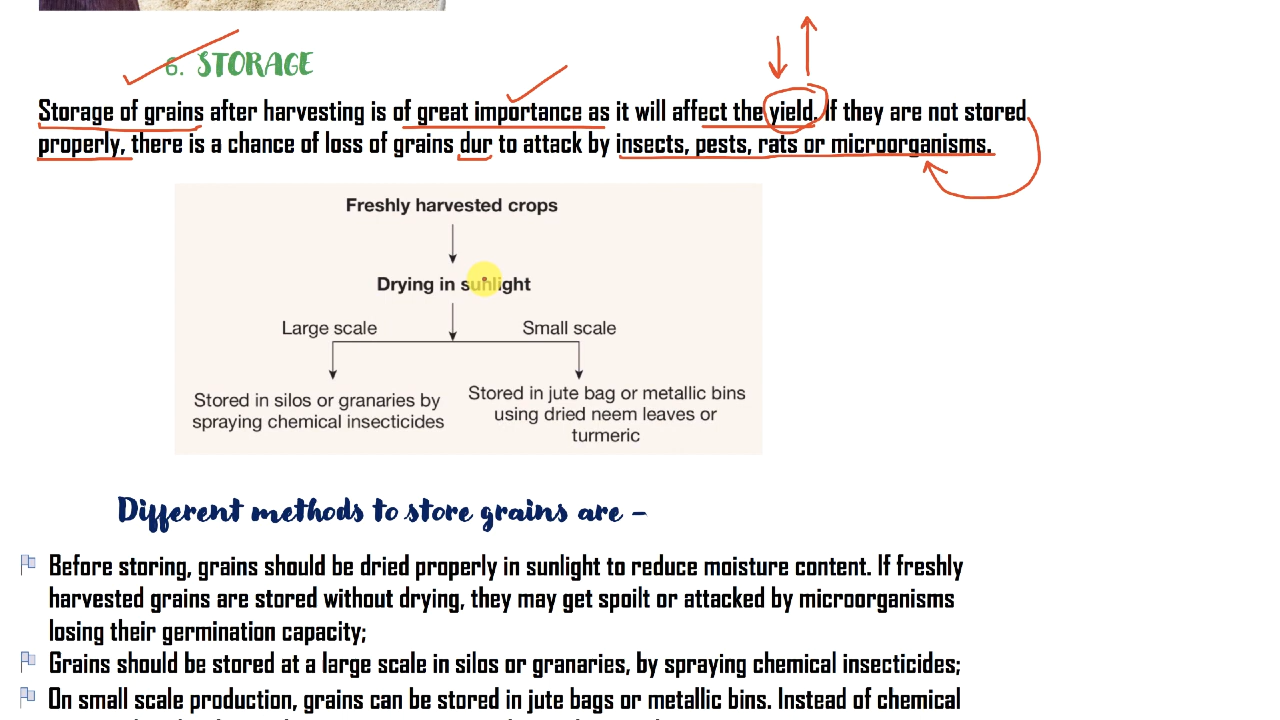 6. STORAGE
Storage of grains after harvesting is of great importance as it will affect the yield. If they are not stored
properly, there is a chance of loss of grains dur to attack by insects, pests, rats or microorganisms.
Freshly harvested crops
Drying in sunlight
Large scale
Small scale
Stored in silos or granaries by
spraying chemical insecticides
Stored in jute bag or metallic bins
using dried neem leaves or
turmeric
Different methods to store grains are -
Before storing, grains should be dried properly in sunlight to reduce moisture content. If freshly
harvested grains are stored without drying, they may get spoilt or attacked by microorganisms
losing their germination capacity;
Grains should be stored at a large scale in silos or granaries, by spraying chemical insecticides;
On small scale production, grains can be stored in jute bags or metallic bins. Instead of chemical